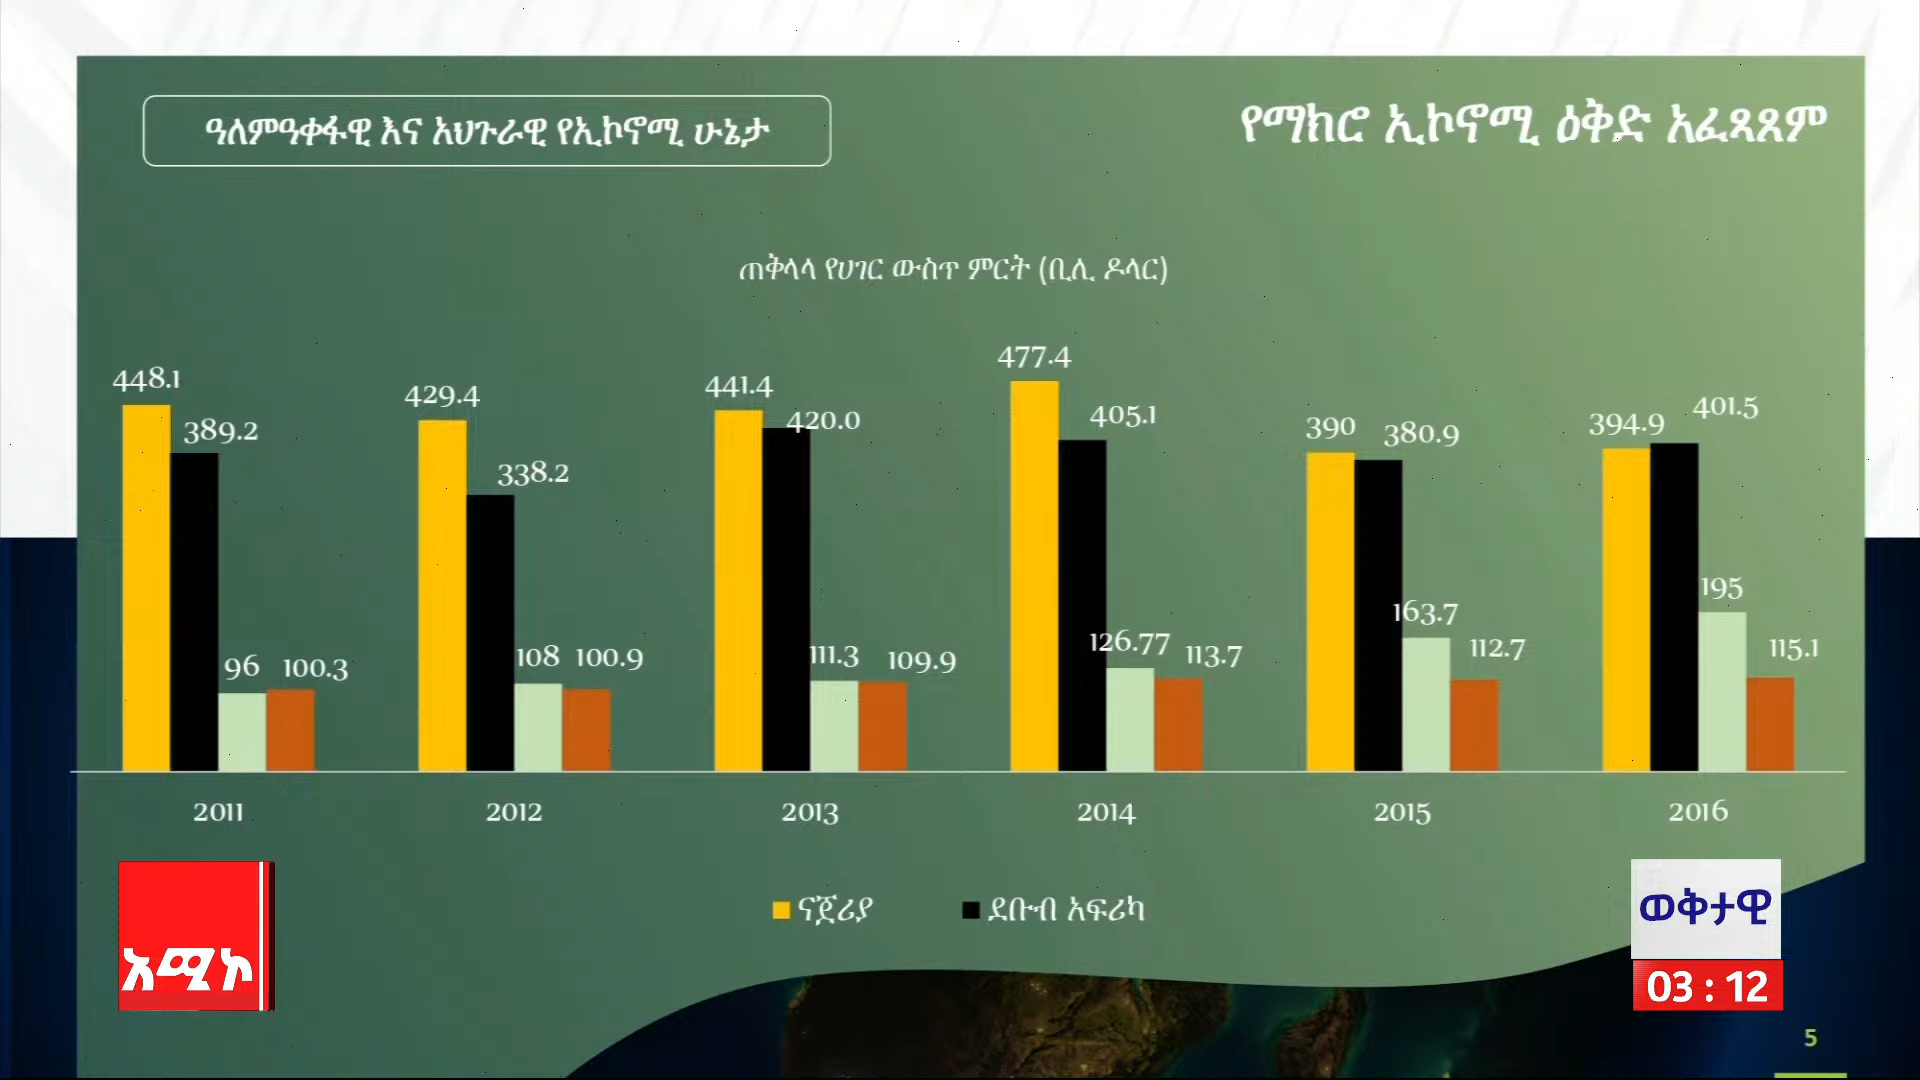 ዓለምዓቀፋዊ እና አህጉራዊ የኢኮኖሚ ሁኔታ
የማክሮ ኢኮኖሚ ዕቅድ አፈጻጸም
ጠቅላላ የሀገር ውስጥ ምርት (ቢሊ ዶላር)
448.1 389.2 96 100.3
429.4 338.2 108 100.9
441.4 420.0 111.3 109.9
477.4 405.1 126.77 113.7
390 380.9 163.7 112.7
394.9 401.5 195 115.1
2011 2012 2013 2014 2015 2016
ናይጄሪያ ደቡብ አፍሪካ
አሚኮ
ወቅታዊ
03 : 12
5